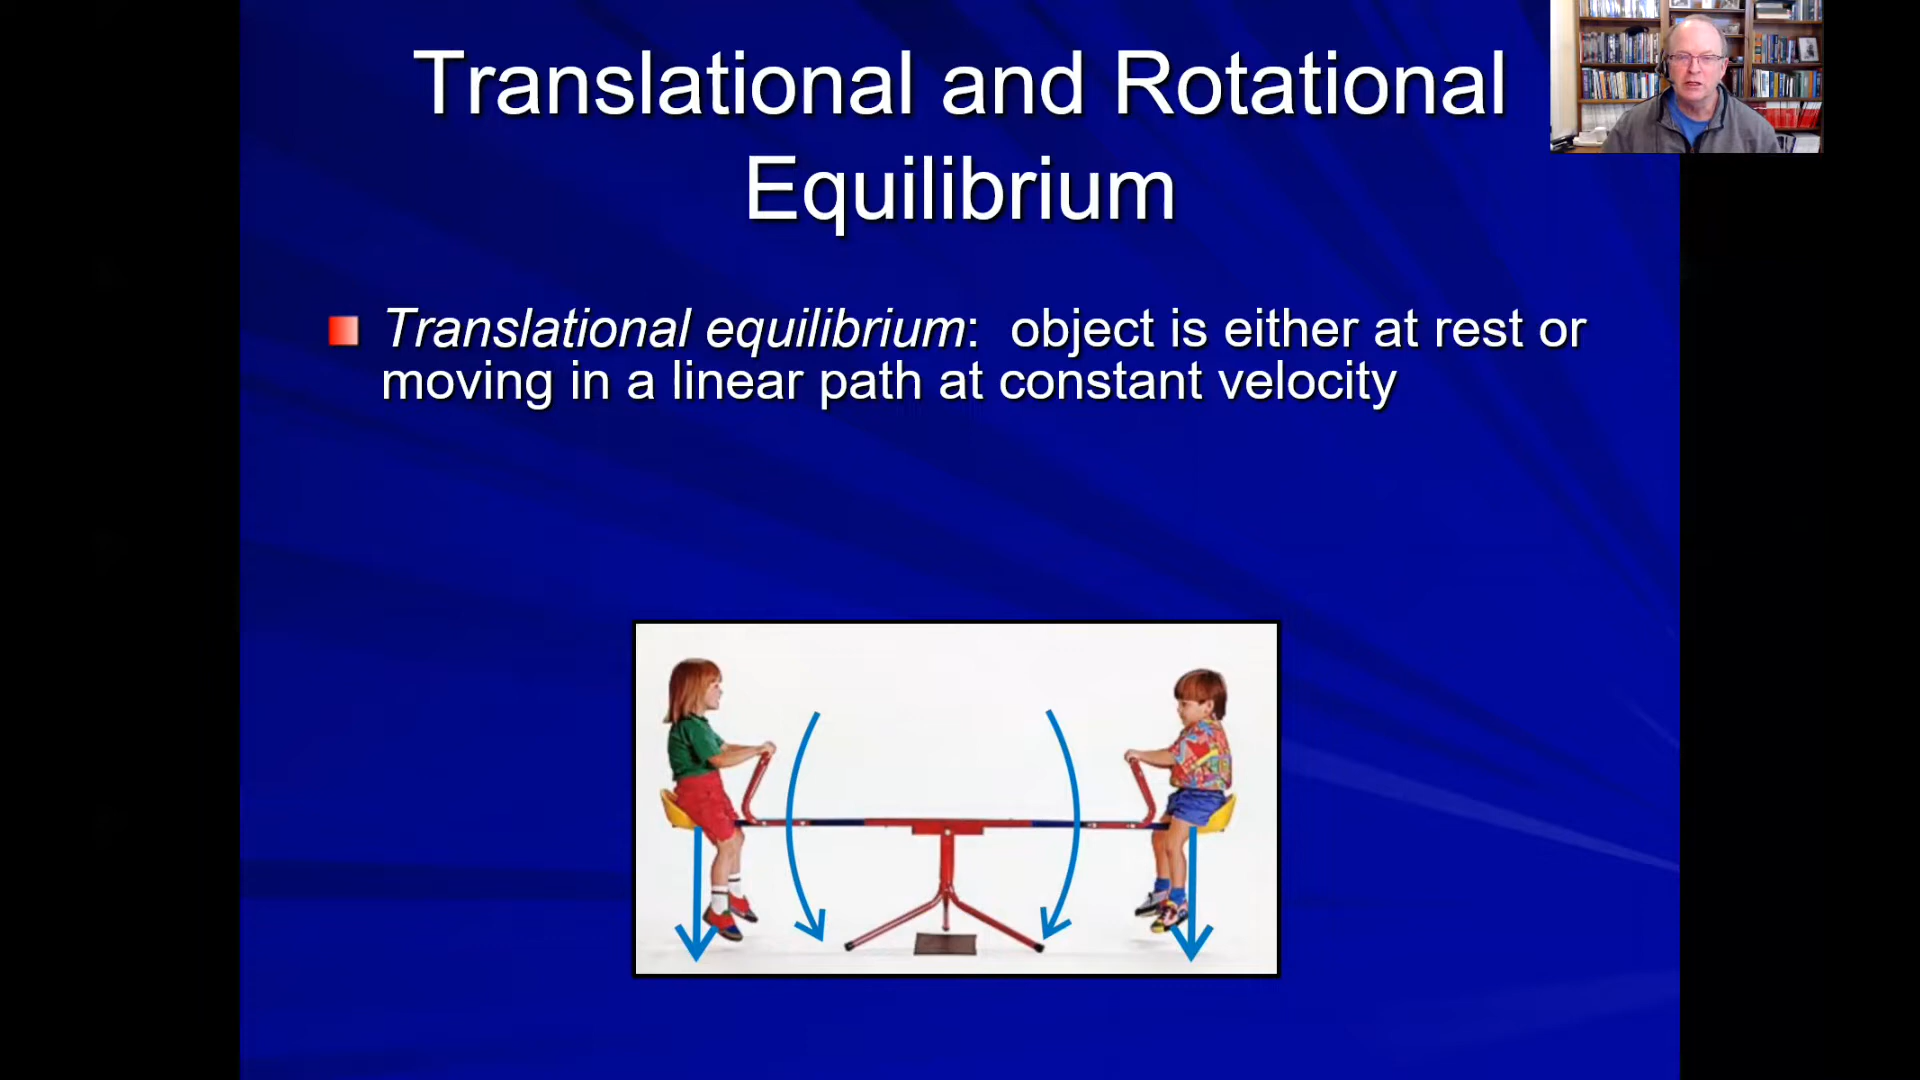 Translational and Rotational
Equilibrium
Translational equilibrium: object is either at rest or
moving in a linear path at constant velocity